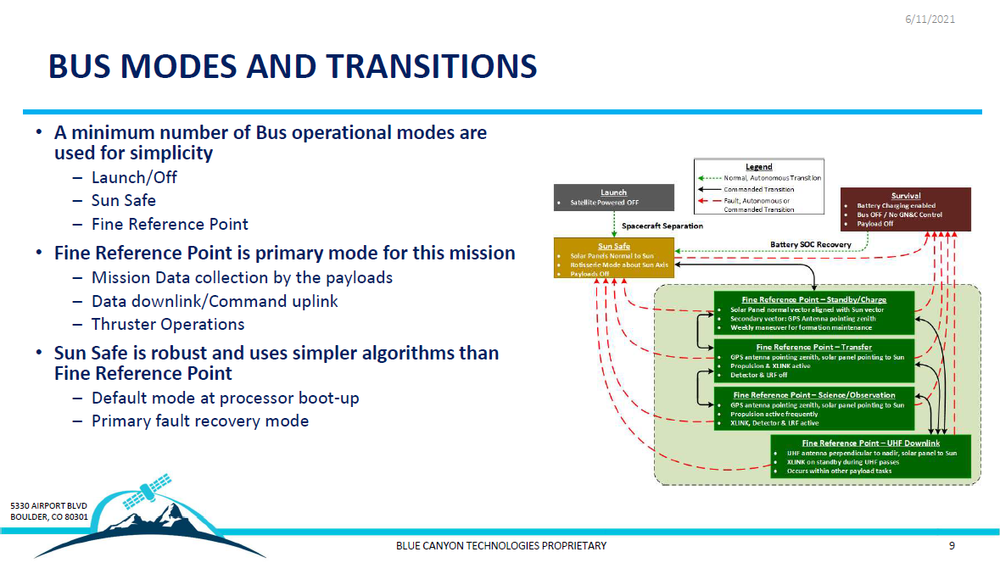 6/11/2021
BUS MODES AND TRANSITIONS
• A minimum number of Bus operational modes are
used for simplicity
– Launch/Off
– Sun Safe
– Fine Reference Point
• Fine Reference Point is primary mode for this mission
– Mission Data collection by the payloads
– Data downlink/Command uplink
– Thruster Operations
• Sun Safe is robust and uses simpler algorithms than
Fine Reference Point
– Default mode at processor boot-up
– Primary fault recovery mode
Legend
Normal, Autonomous Transition
Commanded Transition
Fault, Autonomous or
Commanded Transition
Launch
• Satellite Powered OFF
Survival
• Battery Charging enabled
• Bus OFF / No GN&C Control
• Payload Off
Spacecraft Separation
Battery SOC Recovery
Sun Safe
• Solar Panels Normal to Sun
• Rotisserie Mode about Sun Axis
• Payloads Off
Fine Reference Point – Standby/Charge
• Solar Panel normal vector aligned with Sun vector
• Secondary vector: GPS Antenna pointing zenith
• Weekly maneuver for formation maintenance
Fine Reference Point – Transfer
• GPS antenna pointing zenith, solar panel pointing to Sun
• Propulsion & XLINK active
• Detector & LRF off
Fine Reference Point – Science/Observation
• GPS antenna pointing zenith, solar panel pointing to Sun
• Propulsion active frequently
• XLINK, Detector & LRF active
Fine Reference Point – UHF Downlink
• UHF antenna perpendicular to nadir, solar panel to Sun
• XLINK on standby during UHF passes
• Occurs within other payload tasks
5330 AIRPORT BLVD
BOULDER, CO 80301
BLUE CANYON TECHNOLOGIES PROPRIETARY
9